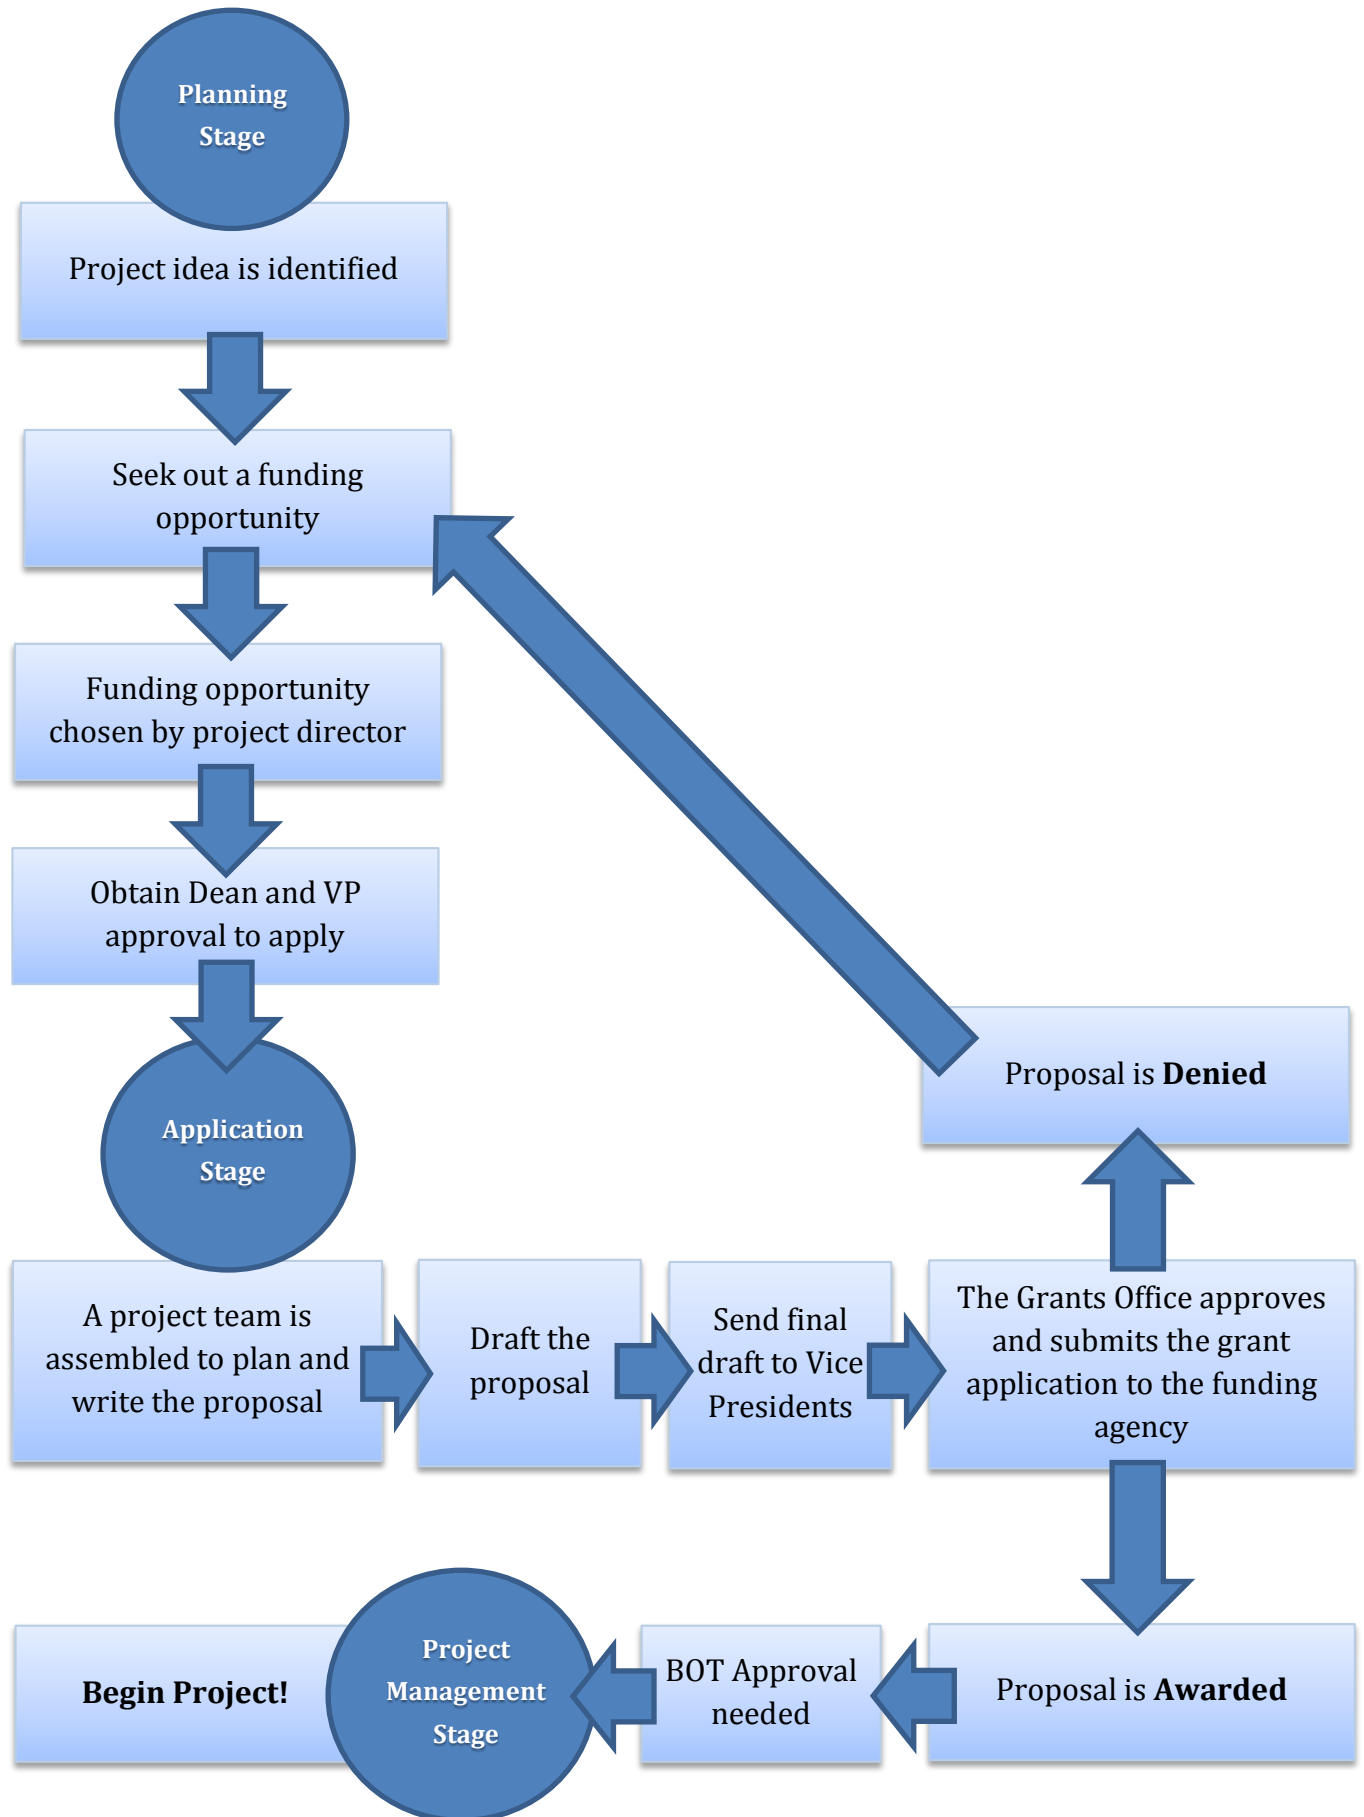 Planning
Stage
Project idea is identified
Seek out a funding
opportunity
Funding opportunity
chosen by project director
Obtain Dean and VP
approval to apply
Application
Stage
Proposal is Denied
A project team is
assembled to plan and
write the proposal
Draft the
proposal
Send final
draft to Vice
Presidents
The Grants Office approves
and submits the grant
application to the funding
agency
Begin Project!
Project
Management
Stage
BOT Approval
needed
Proposal is Awarded